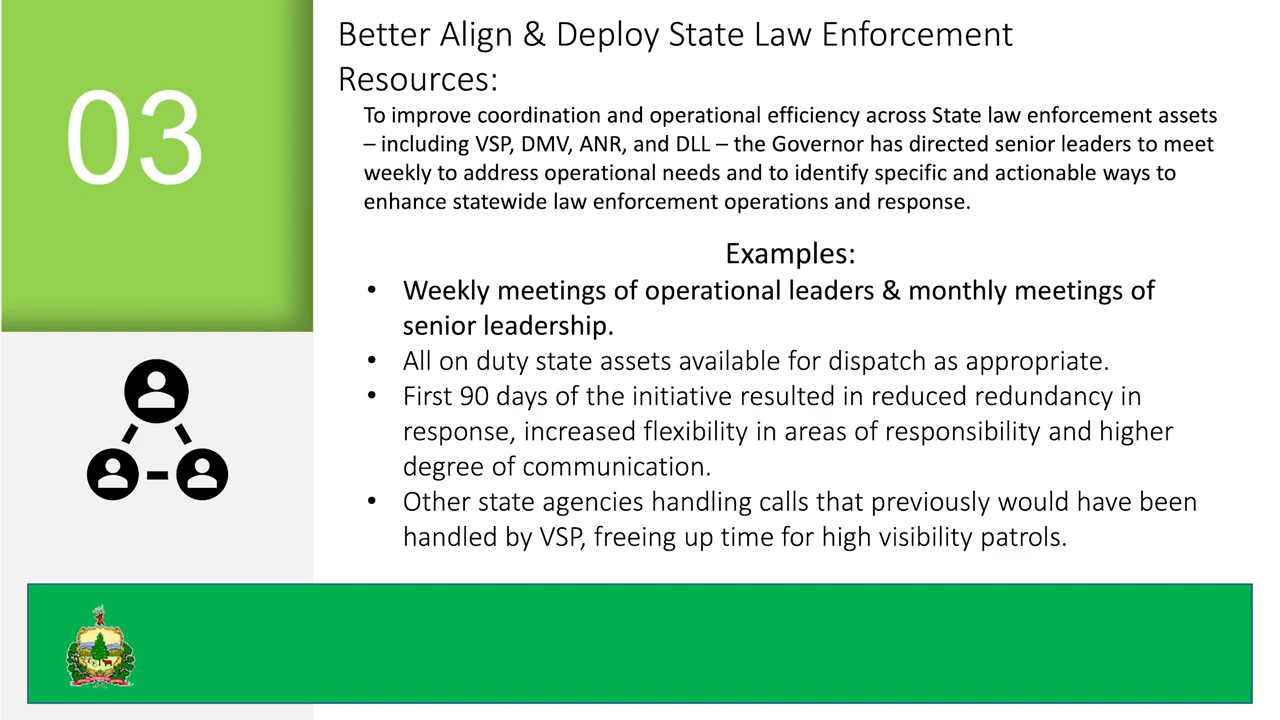 03
Better Align & Deploy State Law Enforcement
Resources:
To improve coordination and operational efficiency across State law enforcement assets
– including VSP, DMV, ANR, and DLL – the Governor has directed senior leaders to meet
weekly to address operational needs and to identify specific and actionable ways to
enhance statewide law enforcement operations and response.
Examples:
• Weekly meetings of operational leaders & monthly meetings of
senior leadership.
• All on duty state assets available for dispatch as appropriate.
• First 90 days of the initiative resulted in reduced redundancy in
response, increased flexibility in areas of responsibility and higher
degree of communication.
• Other state agencies handling calls that previously would have been
handled by VSP, freeing up time for high visibility patrols.